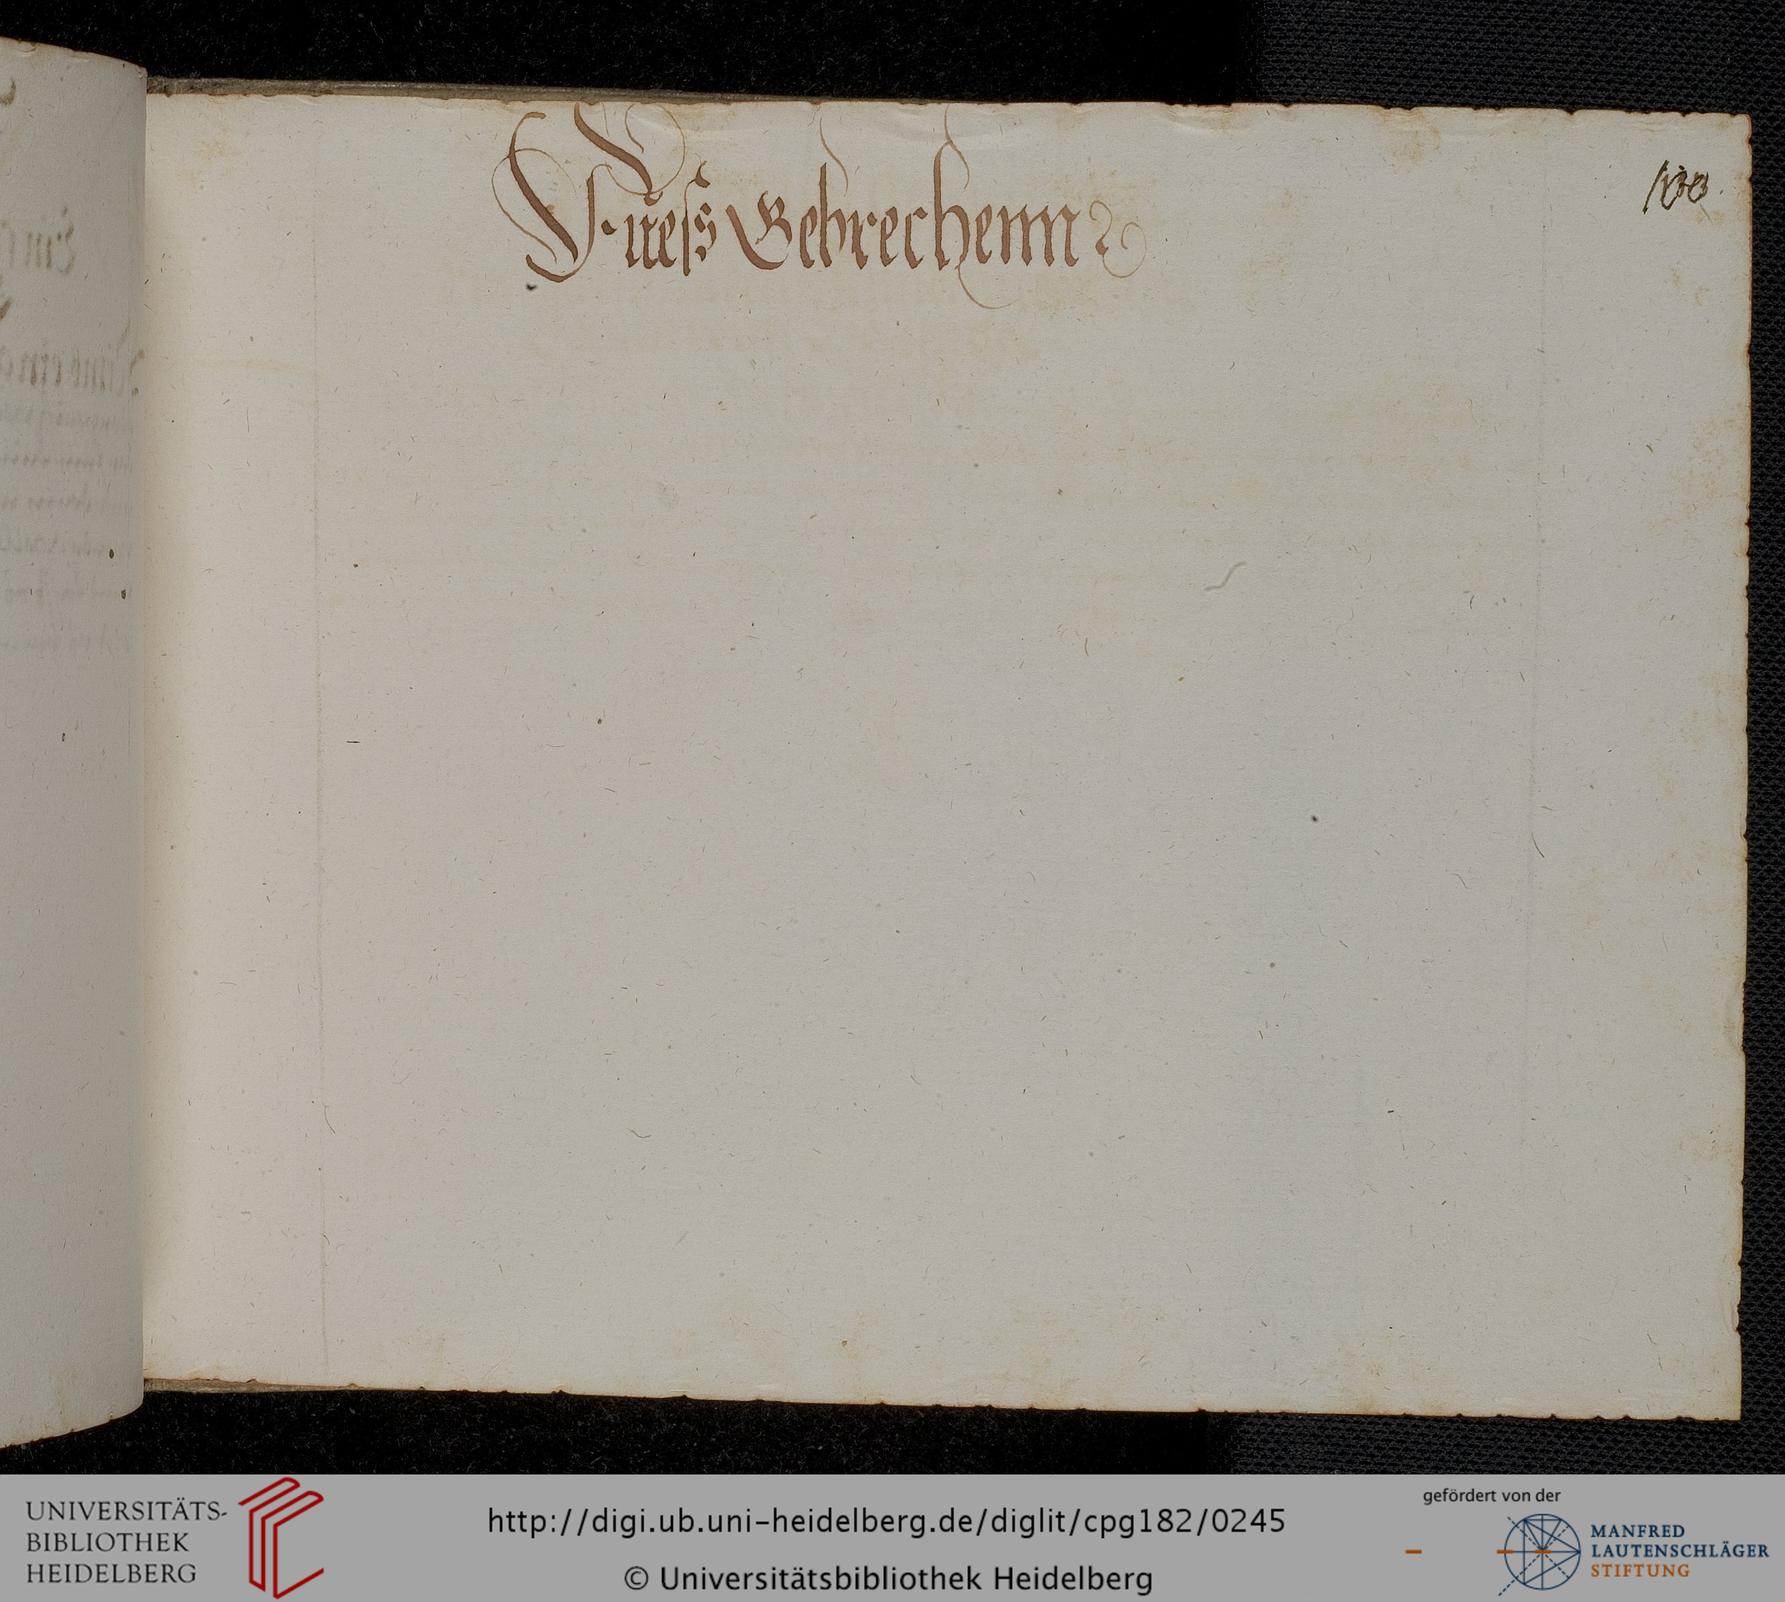 Fueß Gebrechenn
100
UNIVERSITÄTS-
BIBLIOTHEK
HEIDELBERG
http://digi.ub.uni-heidelberg.de/diglit/cpg182/0245
© Universitätsbibliothek Heidelberg
gefördert von der
MANFRED
LAUTENSCHLÄGER
STIFTUNG